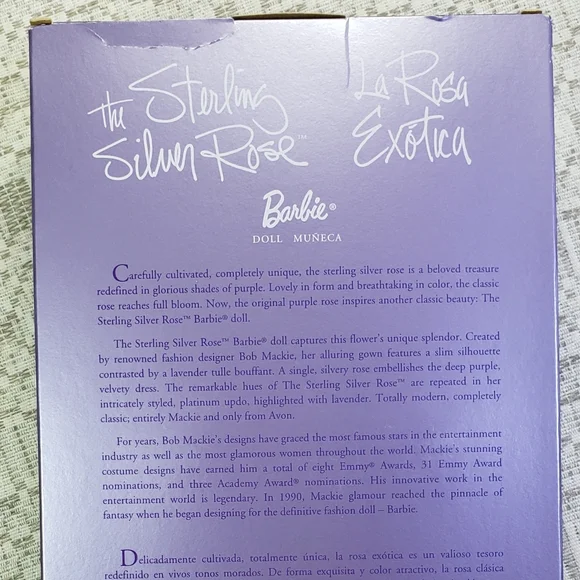 The Sterling
Silver Rose™
La Rosa
Exótica
Barbie®
DOLL MUÑECA
Carefully cultivated, completely unique, the sterling silver rose is a beloved treasure
redefined in glorious shades of purple. Lovely in form and breathtaking in color, the classic
rose reaches full bloom. Now, the original purple rose inspires another classic beauty: The
Sterling Silver Rose™ Barbie® doll.
The Sterling Silver Rose™ Barbie® doll captures this flower's unique splendor. Created
by renowned fashion designer Bob Mackie, her alluring gown features a slim silhouette
contrasted by a lavender tulle bouffant. A single, silvery rose embellishes the deep purple,
velvety dress. The remarkable hues of The Sterling Silver Rose™ are repeated in her
intricately styled, platinum updo, highlighted with lavender. Totally modern, completely
classic; entirely Mackie and only from Avon.
For years, Bob Mackie's designs have graced the most famous stars in the entertainment
industry as well as the most glamorous women throughout the world. Mackie's stunning
costume designs have earned him a total of eight Emmy® Awards, 31 Emmy Award
nominations, and three Academy Award® nominations. His innovative work in the
entertainment world is legendary. In 1990, Mackie glamour reached the pinnacle of
fantasy when he began designing for the definitive fashion doll – Barbie.
Delicadamente cultivada, totalmente única, la rosa exótica es un valioso tesoro
redefinido en vivos tonos morados. De forma exquisita y color atractivo, la rosa clásica